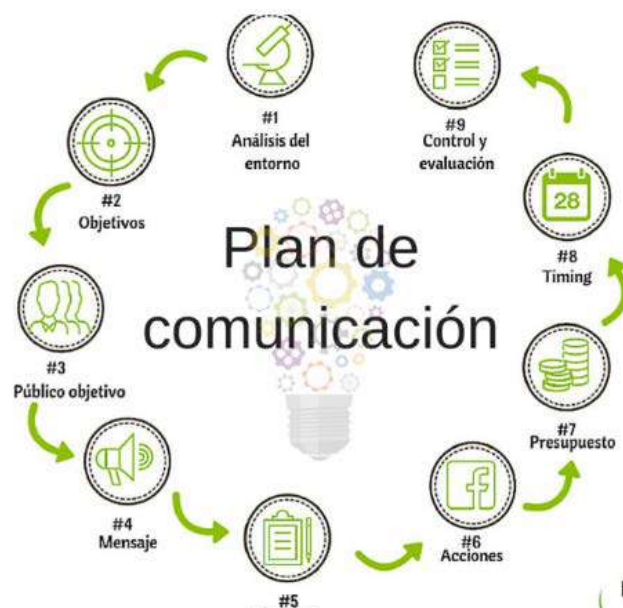 #1
Análisis del
entorno
#2
Objetivos
#3
Público objetivo
#4
Mensaje
#5
#6
Acciones
#7
Presupuesto
#8
Timing
28
#9
Control y
evaluación
Plan de
comunicación